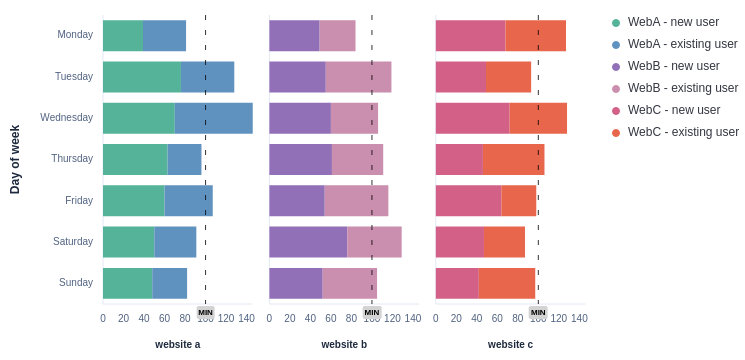 WebA - new user
WebA - existing user
WebB - new user
WebB - existing user
WebC - new user
WebC - existing user
Day of week
Monday
Tuesday
Wednesday
Thursday
Friday
Saturday
Sunday
MIN MIN MIN
0 20 40 60 80 100 120 140 0 20 40 60 80 100 120 140 0 20 40 60 80 100 120 140
website a website b website c